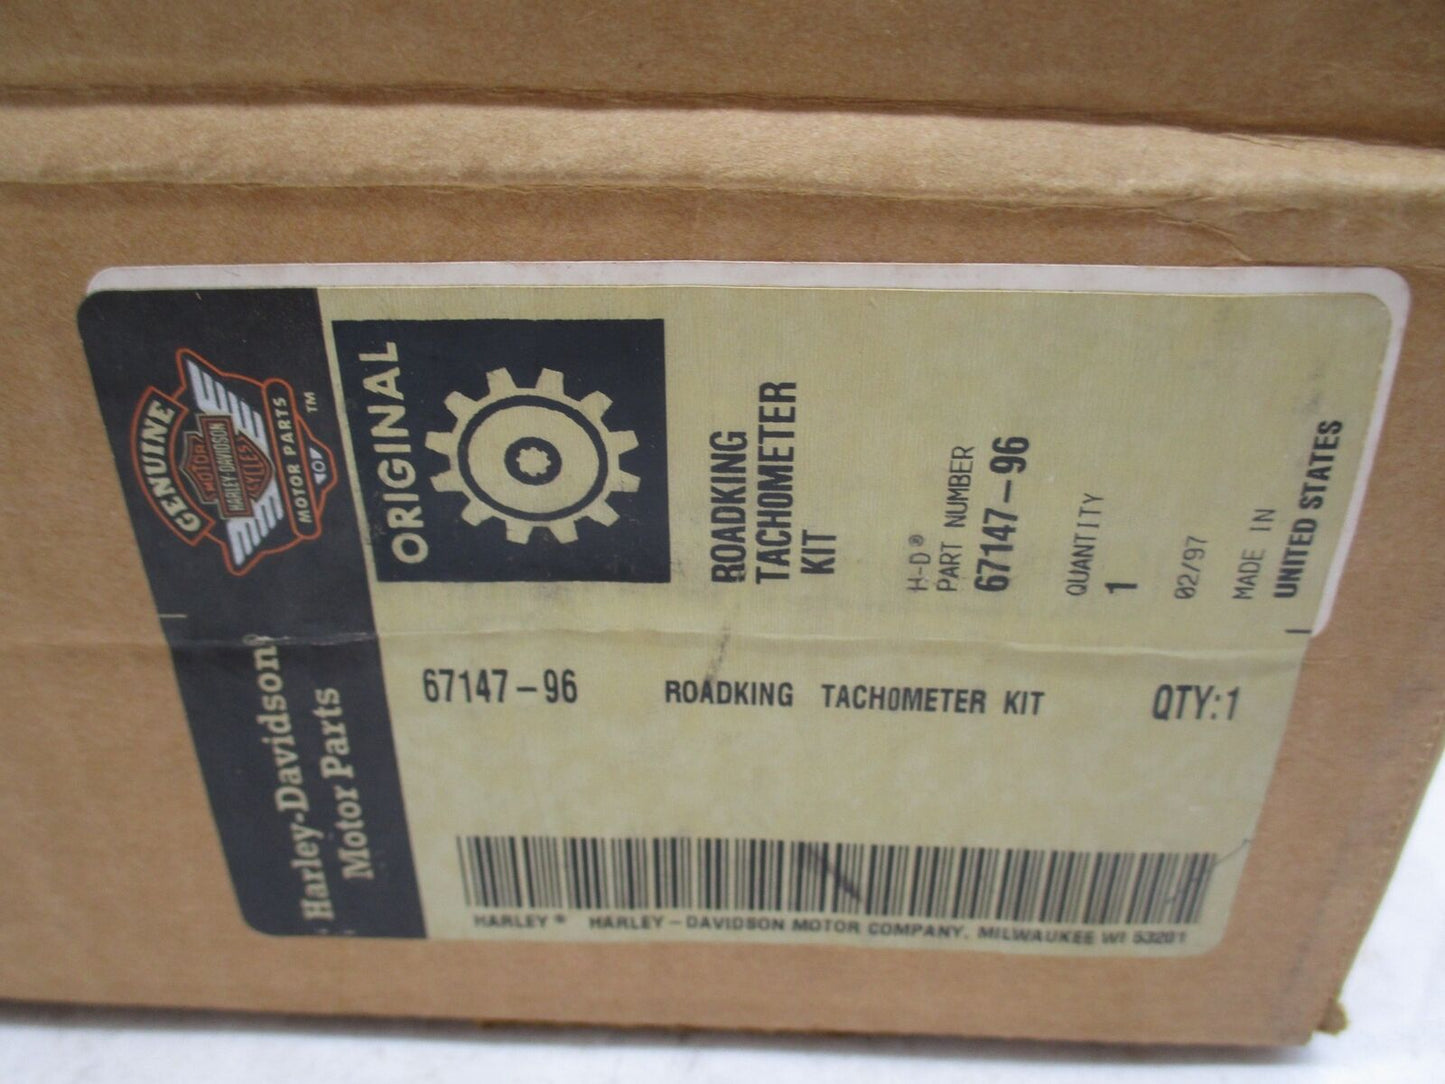 GENUINE
MOTOR
HARLEY-DAVIDSON
CYCLES
MOTOR PARTS
TM
Harley-Davidson®
Motor Parts
ORIGINAL
ROADKING
TACHOMETER
KIT
H-D®
PART NUMBER
67147-96
QUANTITY
1
02/97
MADE IN
UNITED STATES
67147-96 ROADKING TACHOMETER KIT QTY:1
HARLEY® HARLEY-DAVIDSON MOTOR COMPANY, MILWAUKEE WI 53201